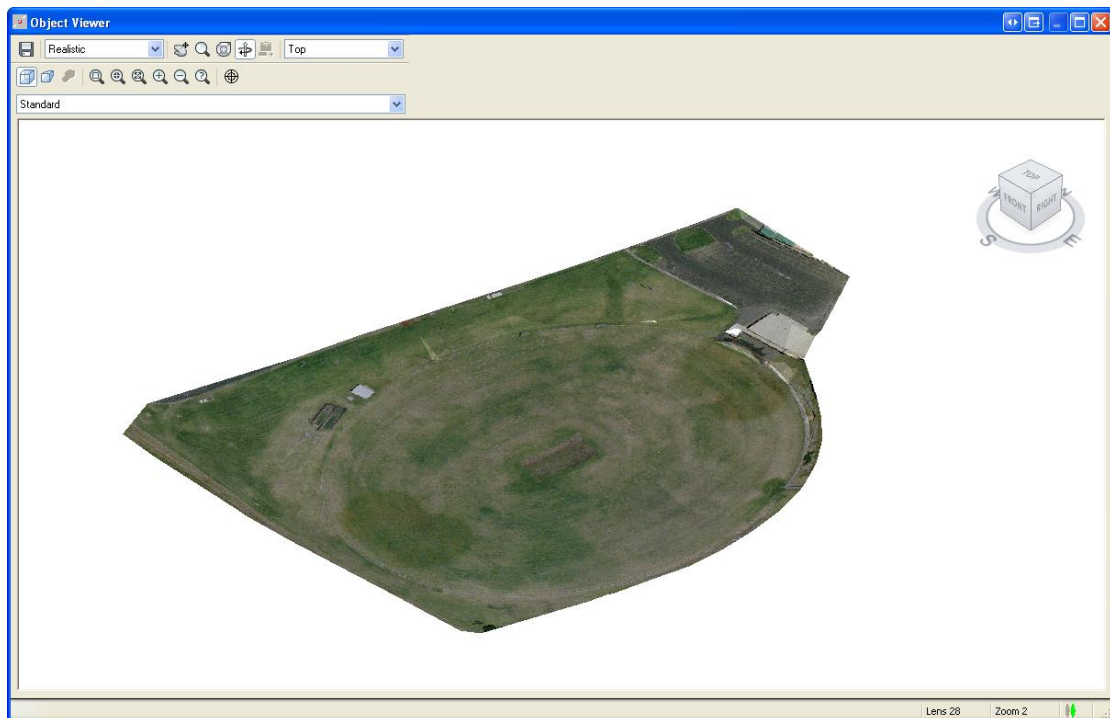 Object Viewer
Realistic
Top
Standard
TOP
FRONT
RIGHT
W
N
S
E
Lens 28
Zoom 2